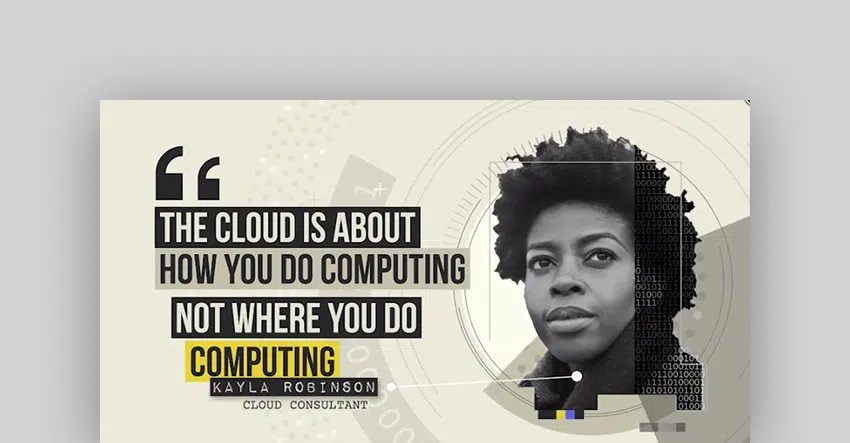 “
THE CLOUD IS ABOUT
HOW YOU DO COMPUTING
NOT WHERE YOU DO
COMPUTING
KAYLA ROBINSON
CLOUD CONSULTANT